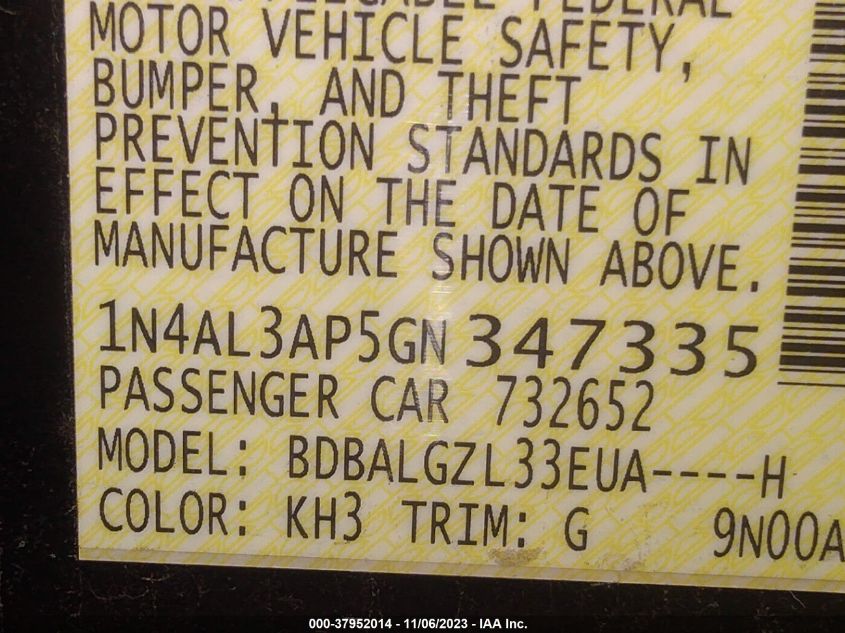 FEDERAL
MOTOR VEHICLE SAFETY,
BUMPER, AND THEFT
PREVENTION STANDARDS IN
EFFECT ON THE DATE OF
MANUFACTURE SHOWN ABOVE.
1N4AL3AP5GN347335
PASSENGER CAR 732652
MODEL: BDBALGZL33EUA----H
COLOR: KH3 TRIM: G 9N00A
000-37952014 - 11/06/2023 - IAA Inc.